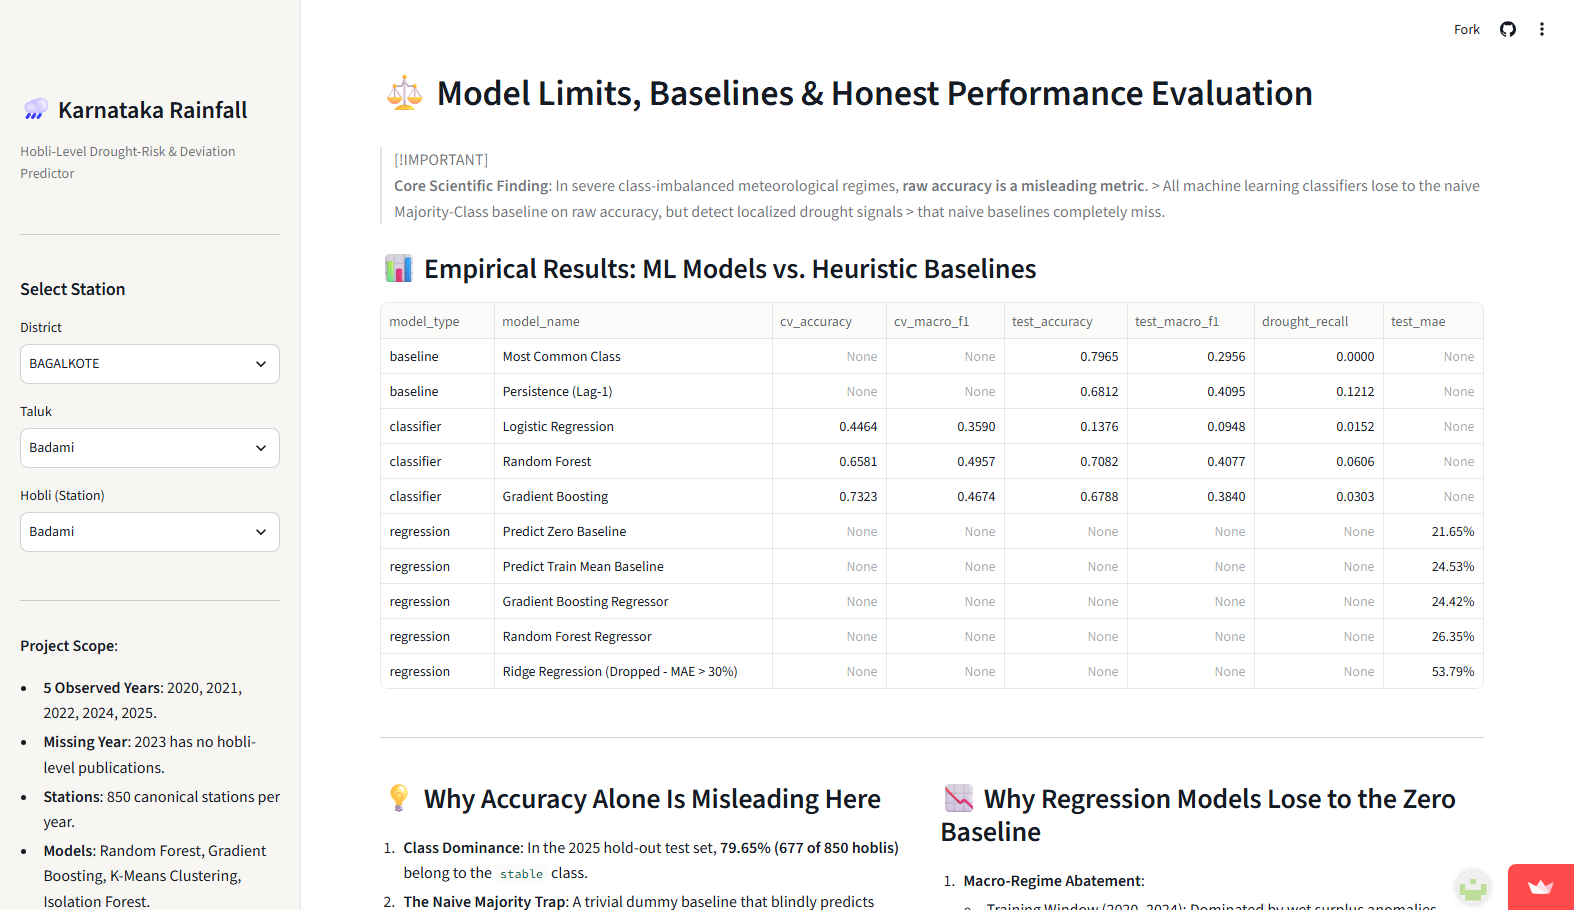 Fork
Karnataka Rainfall
Hobli-Level Drought-Risk & Deviation
Predictor
Select Station
District
BAGALKOTE
Taluk
Badami
Hobli (Station)
Badami
Project Scope:
5 Observed Years: 2020, 2021,
2022, 2024, 2025.
Missing Year: 2023 has no hobli-
level publications.
Stations: 850 canonical stations per
year.
Models: Random Forest, Gradient
Boosting, K-Means Clustering,
Isolation Forest.
Model Limits, Baselines & Honest Performance Evaluation
[!IMPORTANT]
Core Scientific Finding: In severe class-imbalanced meteorological regimes, raw accuracy is a misleading metric. > All machine learning classifiers lose to the naive
Majority-Class baseline on raw accuracy, but detect localized drought signals > that naive baselines completely miss.
Empirical Results: ML Models vs. Heuristic Baselines
model_type model_name cv_accuracy cv_macro_f1 test_accuracy test_macro_f1 drought_recall test_mae
baseline Most Common Class None None 0.7965 0.2956 0.0000 None
baseline Persistence (Lag-1) None None 0.6812 0.4095 0.1212 None
classifier Logistic Regression 0.4464 0.3590 0.1376 0.0948 0.0152 None
classifier Random Forest 0.6581 0.4957 0.7082 0.4077 0.0606 None
classifier Gradient Boosting 0.7323 0.4674 0.6788 0.3840 0.0303 None
regression Predict Zero Baseline None None None None None 21.65%
regression Predict Train Mean Baseline None None None None None 24.53%
regression Gradient Boosting Regressor None None None None None 24.42%
regression Random Forest Regressor None None None None None 26.35%
regression Ridge Regression (Dropped - MAE > 30%) None None None None None 53.79%
Why Accuracy Alone Is Misleading Here
1. Class Dominance: In the 2025 hold-out test set, 79.65% (677 of 850 hoblis)
belong to the stable class.
2. The Naive Majority Trap: A trivial dummy baseline that blindly predicts
Why Regression Models Lose to the Zero
Baseline
1. Macro-Regime Abatement:
Training Window (2020-2024): Dominated by wet surplus anomalies